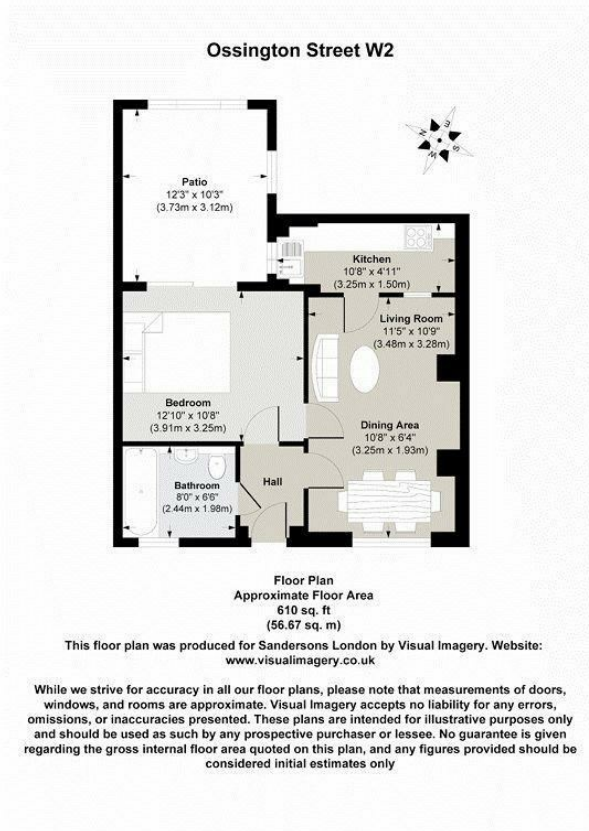 Ossington Street W2
N
E
S
W
Patio
12'3" x 10'3"
(3.73m x 3.12m)
Kitchen
10'8" x 4'11"
(3.25m x 1.50m)
Living Room
11'5" x 10'9"
(3.48m x 3.28m)
Bedroom
12'10" x 10'8"
(3.91m x 3.25m)
Dining Area
10'8" x 6'4"
(3.25m x 1.93m)
Bathroom
8'0" x 6'6"
(2.44m x 1.98m)
Hall
Floor Plan
Approximate Floor Area
610 sq. ft
(56.67 sq. m)
This floor plan was produced for Sandersons London by Visual Imagery. Website:
www.visualimagery.co.uk
While we strive for accuracy in all our floor plans, please note that measurements of doors,
windows, and rooms are approximate. Visual Imagery accepts no liability for any errors,
omissions, or inaccuracies presented. These plans are intended for illustrative purposes only
and should be used as such by any prospective purchaser or lessee. No guarantee is given
regarding the gross internal floor area quoted on this plan, and any figures provided should be
considered initial estimates only